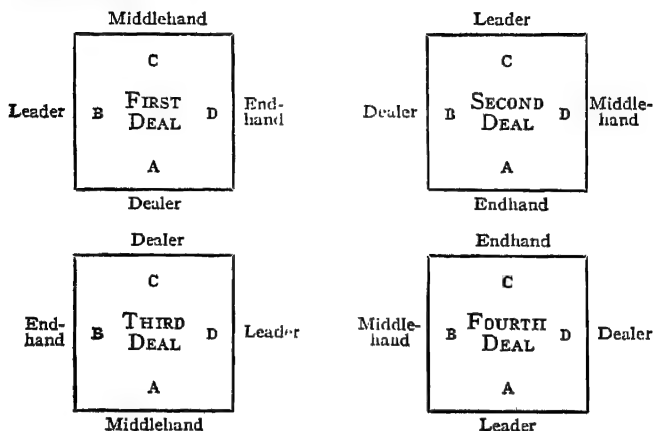 Middlehand
C
Leader B FIRST DEAL D End-hand
A
Dealer
Leader
C
Dealer B SECOND DEAL D Middle-hand
A
Endhand
Dealer
C
End-hand B THIRD DEAL D Leader
A
Middlehand
Endhand
C
Middle-hand B FOURTH DEAL D Dealer
A
Leader